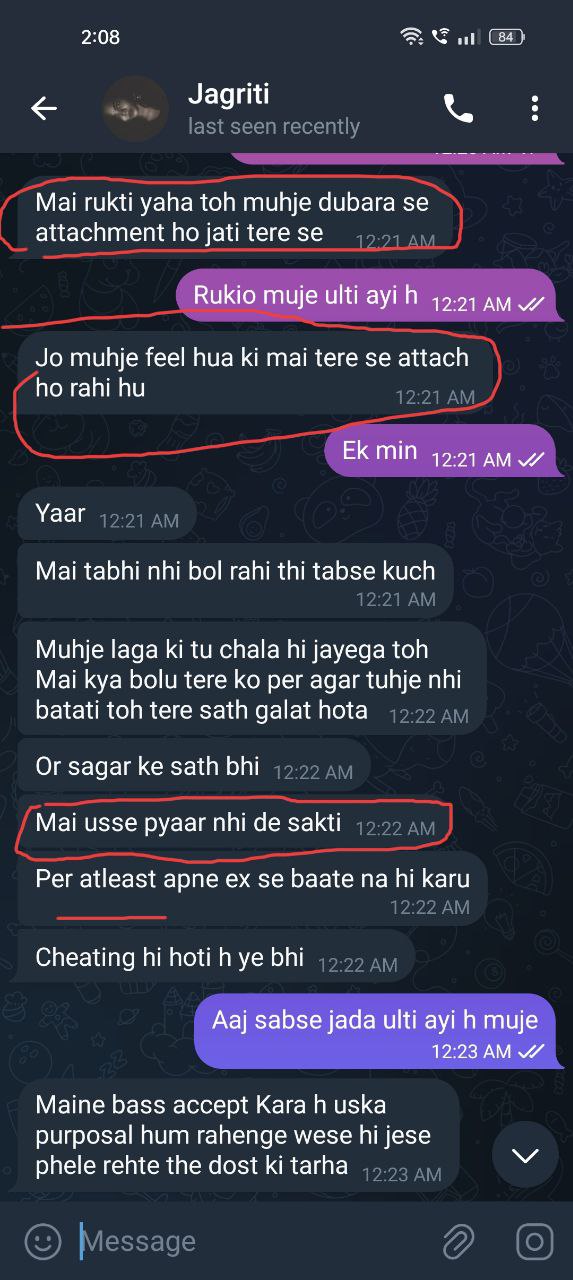 2:08
84
Jagriti
last seen recently
Mai rukti yaha toh muhje dubara se
attachment ho jati tere se 12:21 AM
Rukio muje ulti ayi h 12:21 AM
Jo muhje feel hua ki mai tere se attach
ho rahi hu 12:21 AM
Ek min 12:21 AM
Yaar 12:21 AM
Mai tabhi nhi bol rahi thi tabse kuch
12:21 AM
Muhje laga ki tu chala hi jayega toh
Mai kya bolu tere ko per agar tuhje nhi
batati toh tere sath galat hota 12:22 AM
Or sagar ke sath bhi 12:22 AM
Mai usse pyaar nhi de sakti 12:22 AM
Per atleast apne ex se baate na hi karu
12:22 AM
Cheating hi hoti h ye bhi 12:22 AM
Aaj sabse jada ulti ayi h muje
12:23 AM
Maine bass accept Kara h uska
purposal hum rahenge wese hi jese
phele rehte the dost ki tarha 12:23 AM
Message